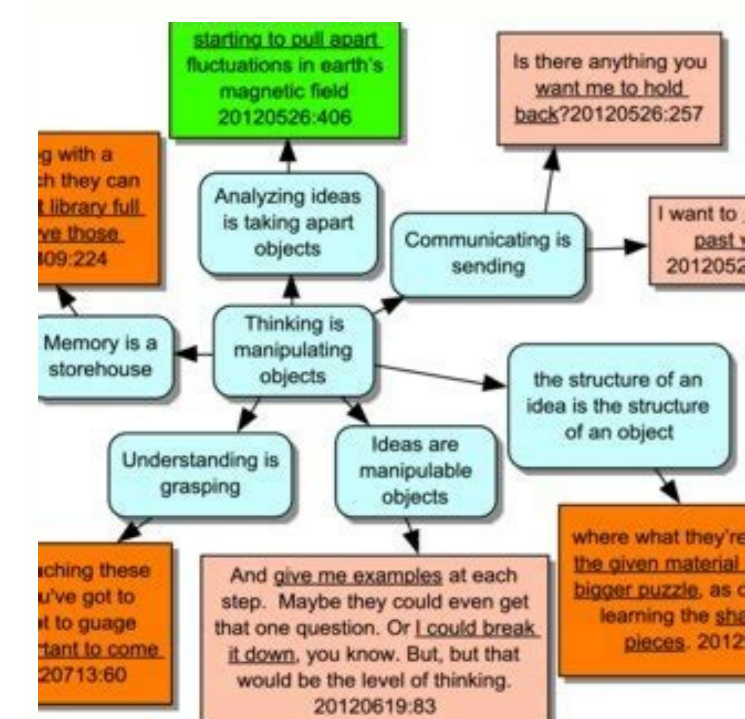 starting to pull apart
fluctuations in earth's
magnetic field
20120526:406
Is there anything you
want me to hold
back?20120526:257
with a
they can
library full
those
:224
Analyzing ideas
is taking apart
objects
Communicating is
sending
I want to
past
Memory is a
storehouse
Thinking is
manipulating
objects
the structure of an
idea is the structure
of an object
Understanding is
grasping
Ideas are
manipulable
objects
these
u've got to
to guage
to come
20713:60
And give me examples at each
step. Maybe they could even get
that one question. Or I could break
it down, you know. But, but that
would be the level of thinking.
20120619:83
where what they're
the given material
bigger puzzle, as
learning the
pieces.